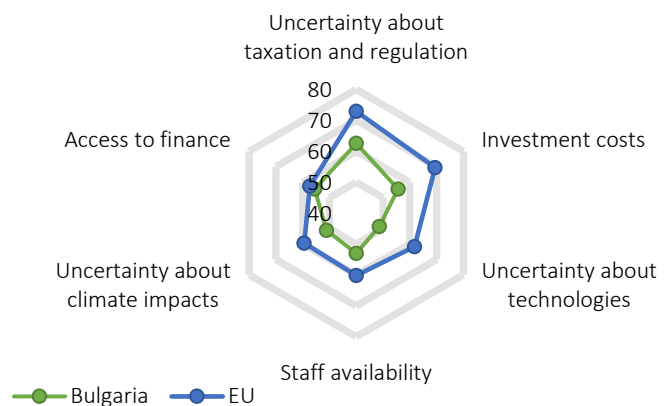 Uncertainty about
taxation and regulation
80
70
60
50
40
Access to finance
Investment costs
Uncertainty about
climate impacts
Uncertainty about
technologies
Staff availability
Bulgaria
EU